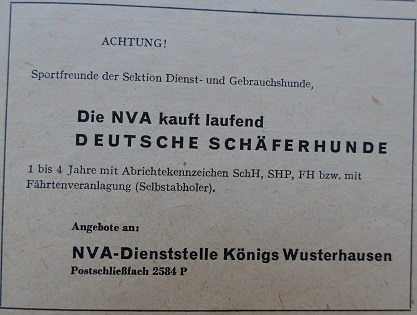 ACHTUNG!
Sportfreunde der Sektion Dienst- und Gebrauchshunde,
Die NVA kauft laufend
DEUTSCHE SCHÄFERHUNDE
1 bis 4 Jahre mit Abrichtekennzeichen SchH, SHP, FH bzw. mit
Fährtenveranlagung (Selbstabholer).
Angebote an:
NVA-Dienststelle Königs Wusterhausen
Postschließfach 2584 P